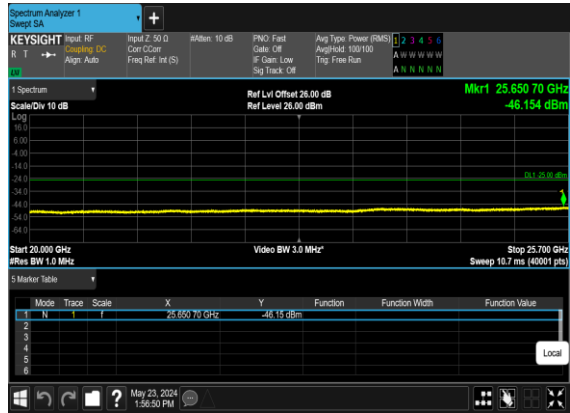 Spectrum Analyzer 1
Swept SA
+
KEYSIGHT Input: RF Input Z: 50 Ω #Atten: 10 dB PNO: Fast Avg Type: Power (RMS) 1 2 3 4 5 6
R T Coupling: DC Corr CCorr Gate: Off Avg|Hold: 100/100 A W W W W W
Align: Auto Freq Ref: Int (S) IF Gain: Low Trig: Free Run
Sig Track: Off A N N N N N
1 Spectrum Ref Lvl Offset 26.00 dB Mkr1 25.650 70 GHz
Scale/Div 10 dB Ref Level 26.00 dBm -46.154 dBm
Log
16.0
6.00
-4.00
-14.0
DL1 -25.00 dBm
-24.0
-34.0
1
-44.0
-54.0
-64.0
Start 20.000 GHz Video BW 3.0 MHz* Stop 25.700 GHz
#Res BW 1.0 MHz Sweep 10.7 ms (40001 pts)
5 Marker Table
Mode Trace Scale X Y Function Function Width Function Value
1 N 1 f 25.650 70 GHz -46.15 dBm
2
3
4
5
6
Local
? May 23, 2024
1:56:50 PM